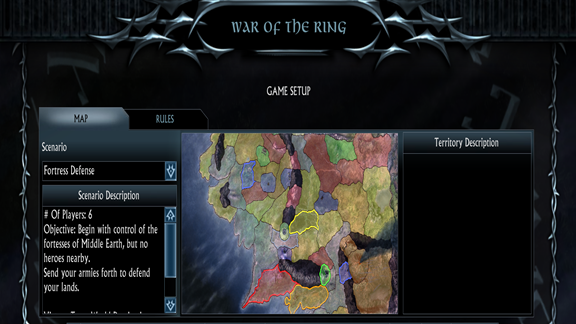 WAR OF THE RING
GAME SETUP
MAP
RULES
Scenario
Territory Description
Fortress Defense
Scenario Description
# Of Players: 6
Objective: Begin with control of the
fortresses of Middle Earth, but no
heroes nearby.
Send your armies forth to defend
your lands.